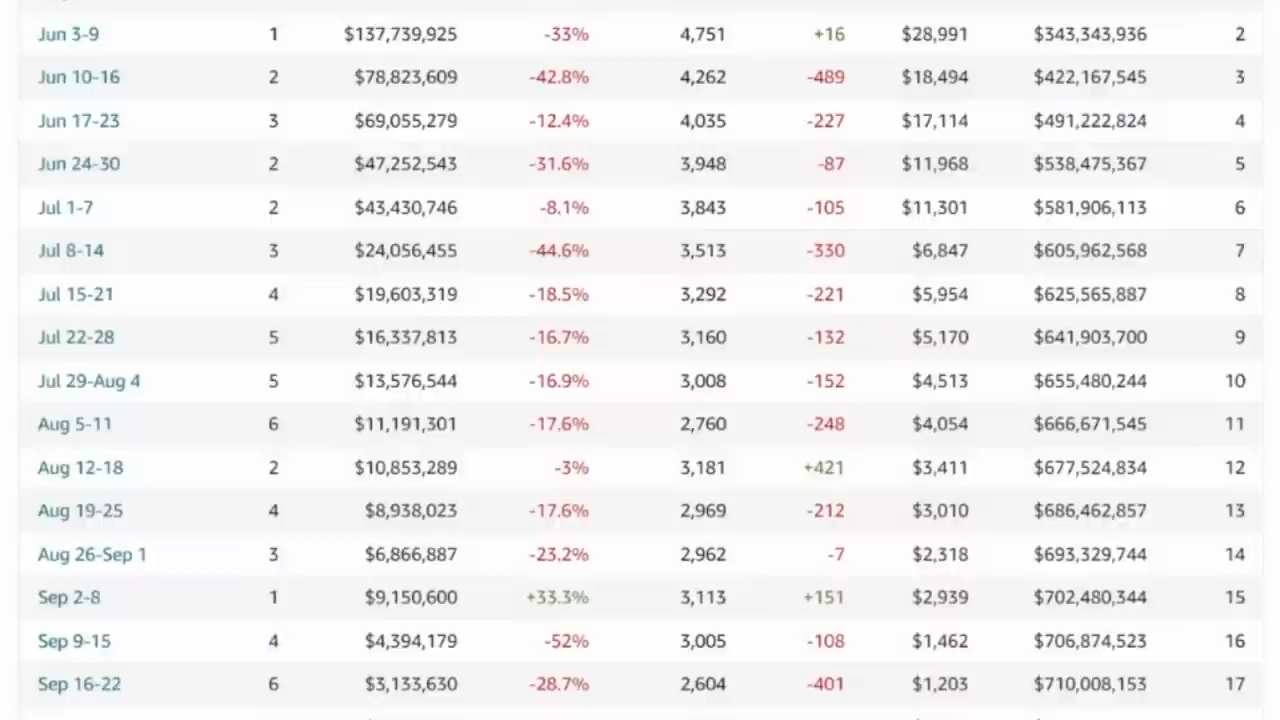 Jun 3-9 1 $137,739,925 -33% 4,751 +16 $28,991 $343,343,936 2
Jun 10-16 2 $78,823,609 -42.8% 4,262 -489 $18,494 $422,167,545 3
Jun 17-23 3 $69,055,279 -12.4% 4,035 -227 $17,114 $491,222,824 4
Jun 24-30 2 $47,252,543 -31.6% 3,948 -87 $11,968 $538,475,367 5
Jul 1-7 2 $43,430,746 -8.1% 3,843 -105 $11,301 $581,906,113 6
Jul 8-14 3 $24,056,455 -44.6% 3,513 -330 $6,847 $605,962,568 7
Jul 15-21 4 $19,603,319 -18.5% 3,292 -221 $5,954 $625,565,887 8
Jul 22-28 5 $16,337,813 -16.7% 3,160 -132 $5,170 $641,903,700 9
Jul 29-Aug 4 5 $13,576,544 -16.9% 3,008 -152 $4,513 $655,480,244 10
Aug 5-11 6 $11,191,301 -17.6% 2,760 -248 $4,054 $666,671,545 11
Aug 12-18 2 $10,853,289 -3% 3,181 +421 $3,411 $677,524,834 12
Aug 19-25 4 $8,938,023 -17.6% 2,969 -212 $3,010 $686,462,857 13
Aug 26-Sep 1 3 $6,866,887 -23.2% 2,962 -7 $2,318 $693,329,744 14
Sep 2-8 1 $9,150,600 +33.3% 3,113 +151 $2,939 $702,480,344 15
Sep 9-15 4 $4,394,179 -52% 3,005 -108 $1,462 $706,874,523 16
Sep 16-22 6 $3,133,630 -28.7% 2,604 -401 $1,203 $710,008,153 17